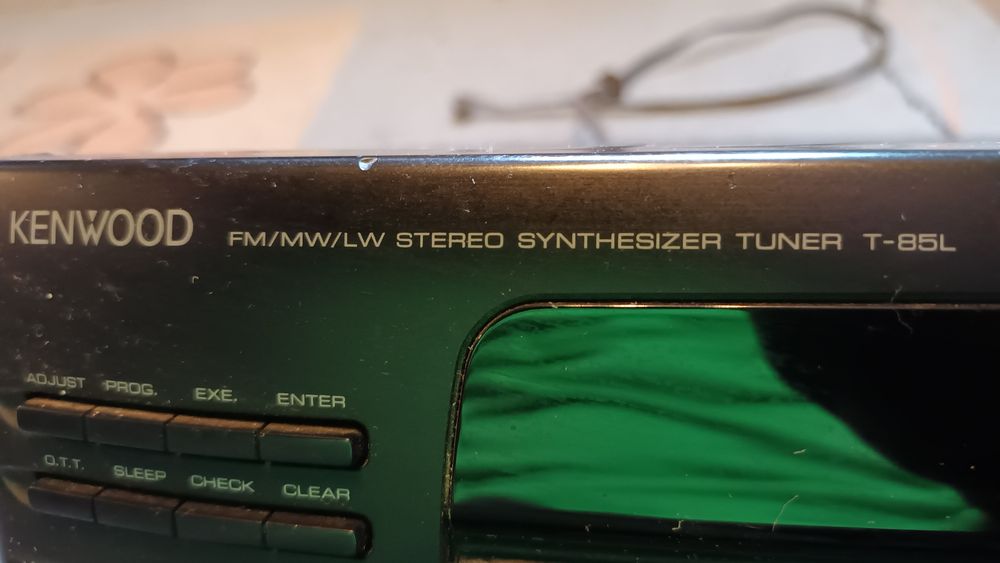 KENWOOD FM/MW/LW STEREO SYNTHESIZER TUNER T-85L
ADJUST PROG. EXE. ENTER
O.T.T. SLEEP CHECK CLEAR